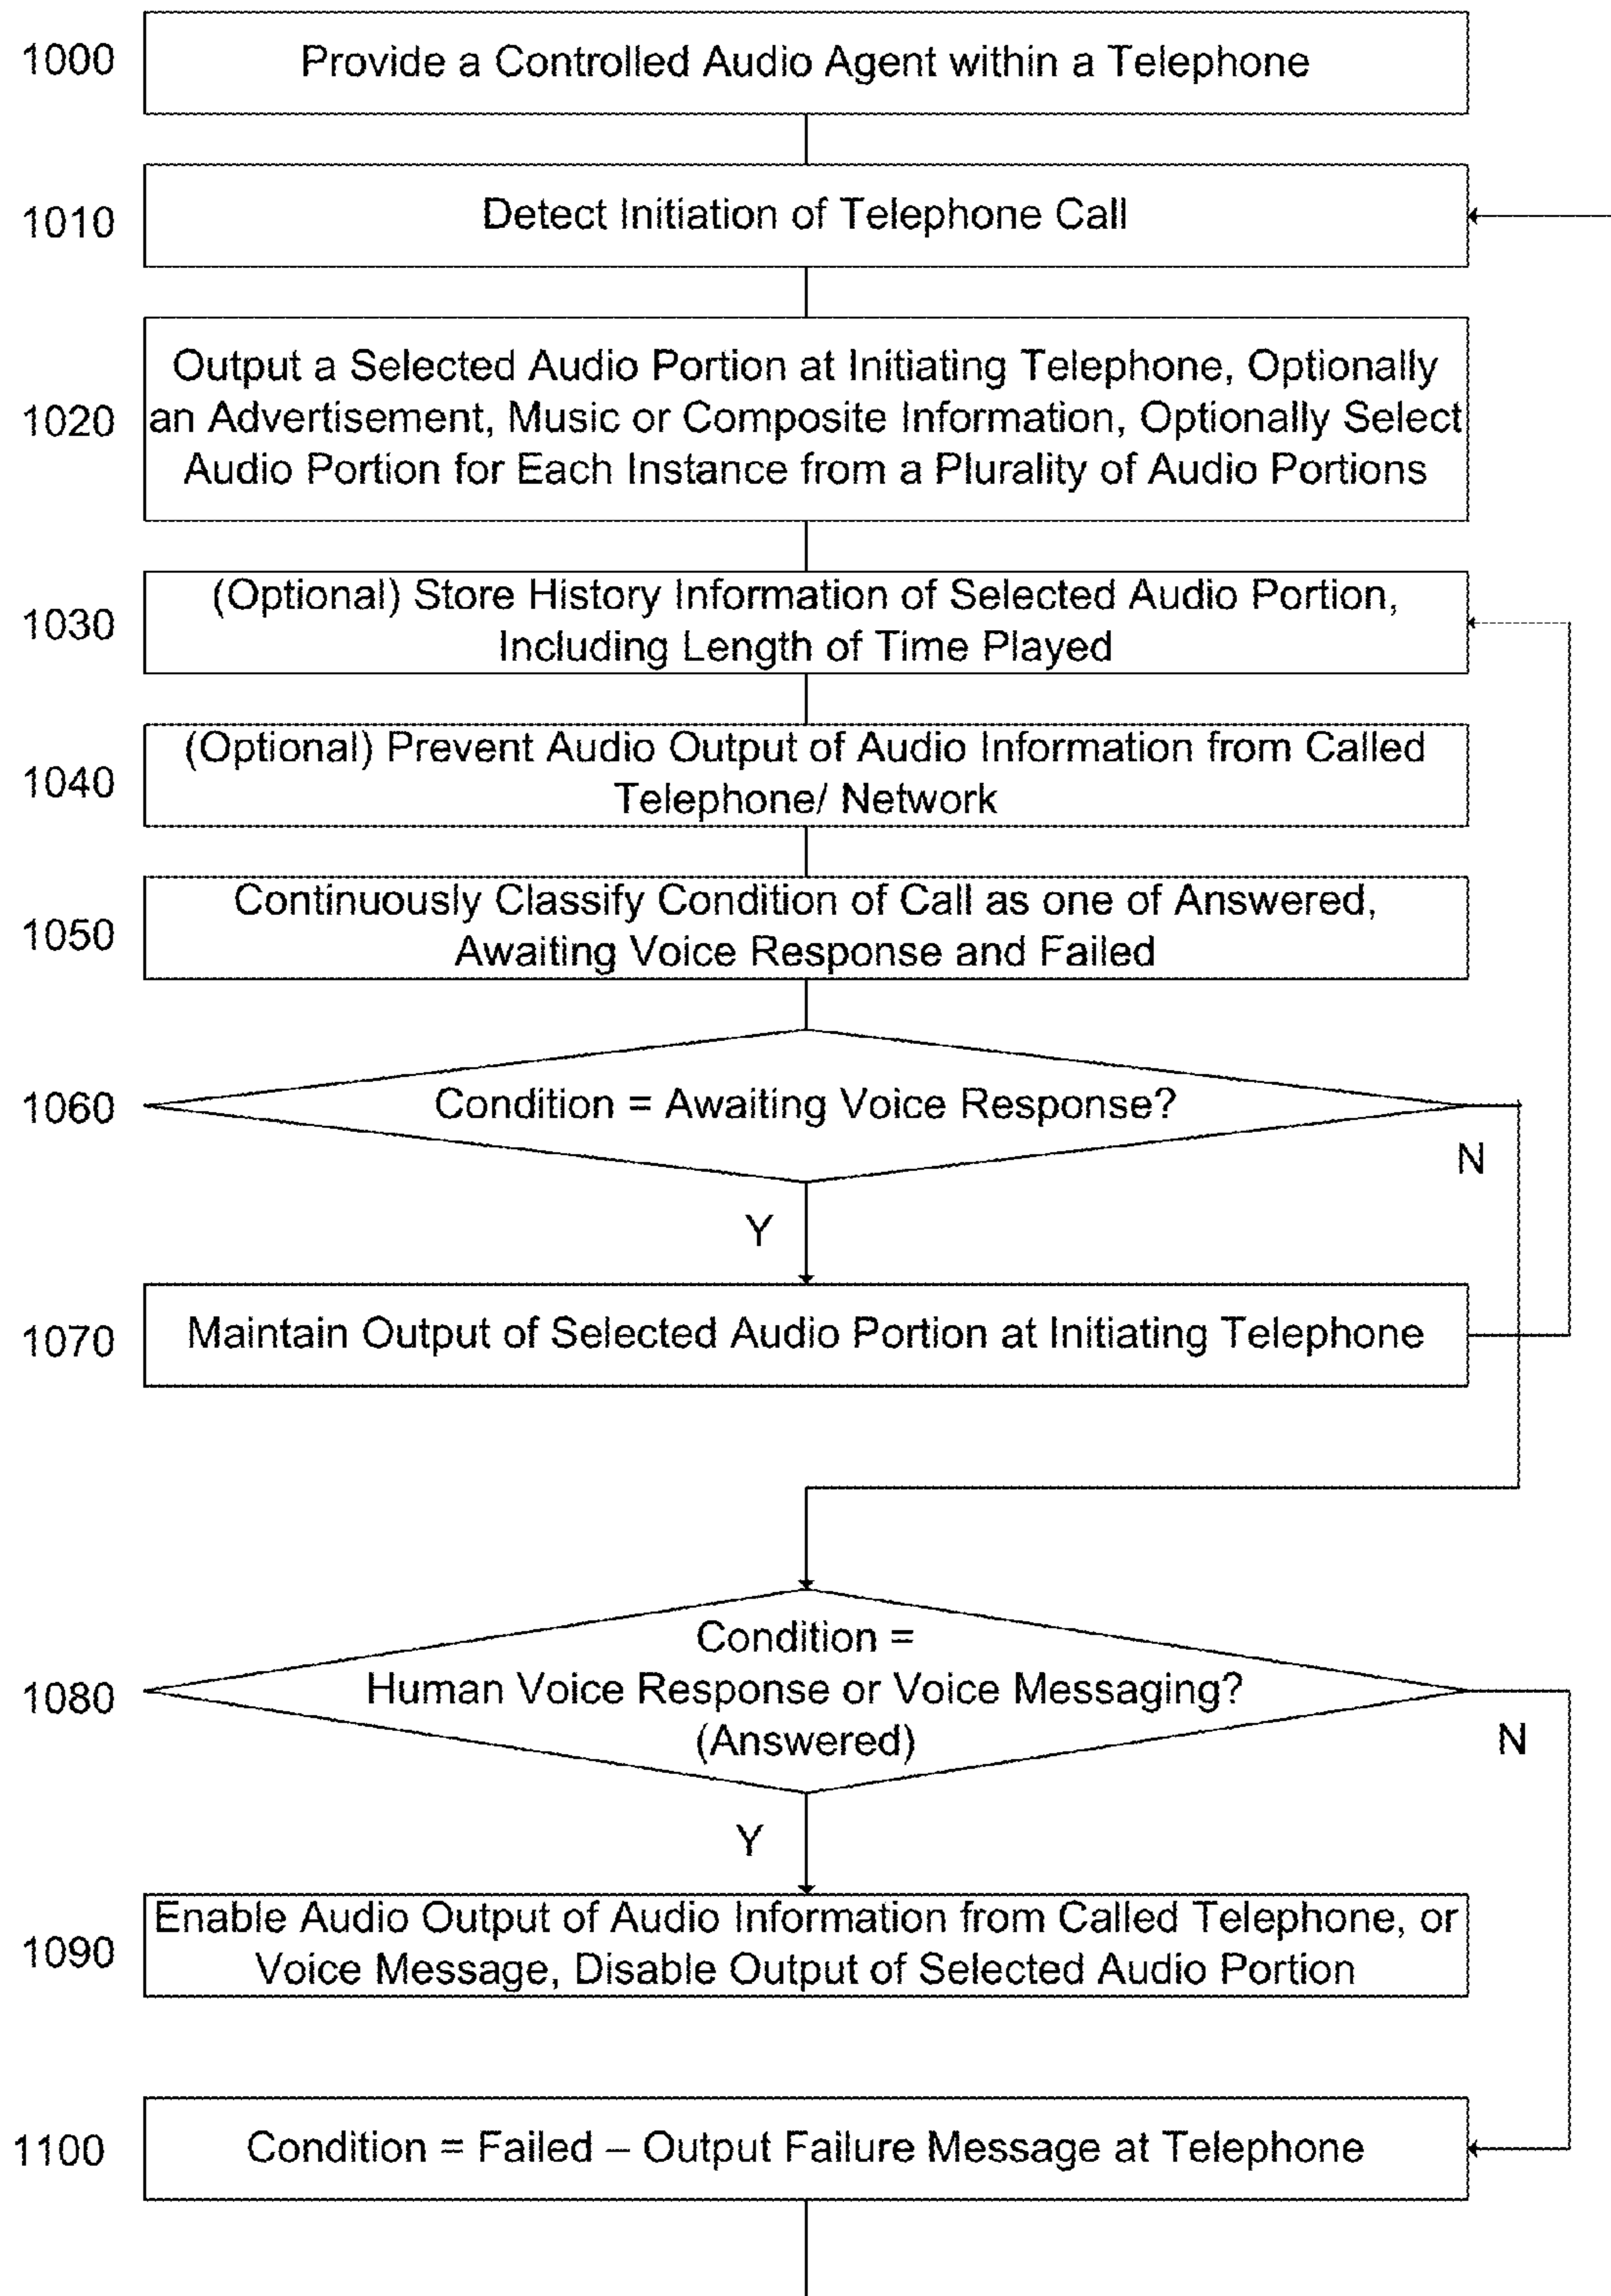 1000
Provide a Controlled Audio Agent within a Telephone
1010
Detect Initiation of Telephone Call
1020
Output a Selected Audio Portion at Initiating Telephone, Optionally
an Advertisement, Music or Composite Information, Optionally Select
Audio Portion for Each Instance from a Plurality of Audio Portions
1030
(Optional) Store History Information of Selected Audio Portion,
Including Length of Time Played
1040
(Optional) Prevent Audio Output of Audio Information from Called
Telephone/ Network
1050
Continuously Classify Condition of Call as one of Answered,
Awaiting Voice Response and Failed
1060
Condition = Awaiting Voice Response?
N
Y
1070
Maintain Output of Selected Audio Portion at Initiating Telephone
1080
Condition =
Human Voice Response or Voice Messaging?
(Answered)
N
Y
1090
Enable Audio Output of Audio Information from Called Telephone, or
Voice Message, Disable Output of Selected Audio Portion
1100
Condition = Failed – Output Failure Message at Telephone